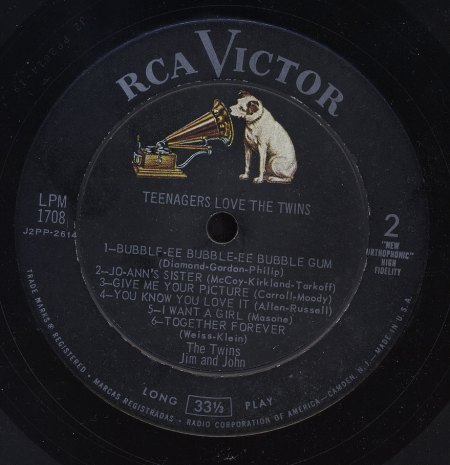 RCA VICTOR
TEENAGERS LOVE THE TWINS
LPM
1708
J2PP-2614
2
"NEW
ORTHOPHONIC"
HIGH
FIDELITY
1—BUBBLE-EE BUBBLE-EE BUBBLE GUM
(Diamond-Gordon-Philip)
2—JO-ANN'S SISTER (McCoy-Kirkland-Tarkoff)
3—GIVE ME YOUR PICTURE (Carroll-Moody)
4—YOU KNOW YOU LOVE IT (Allen-Russell)
5—I WANT A GIRL (Masone)
6—TOGETHER FOREVER
(Weiss-Klein)
The Twins
Jim and John
LONG 33⅓ PLAY
TRADE MARKS ® REGISTERED • MARCAS REGISTRADAS • RADIO CORPORATION OF AMERICA—CAMDEN, N.J.—MADE IN U.S.A.